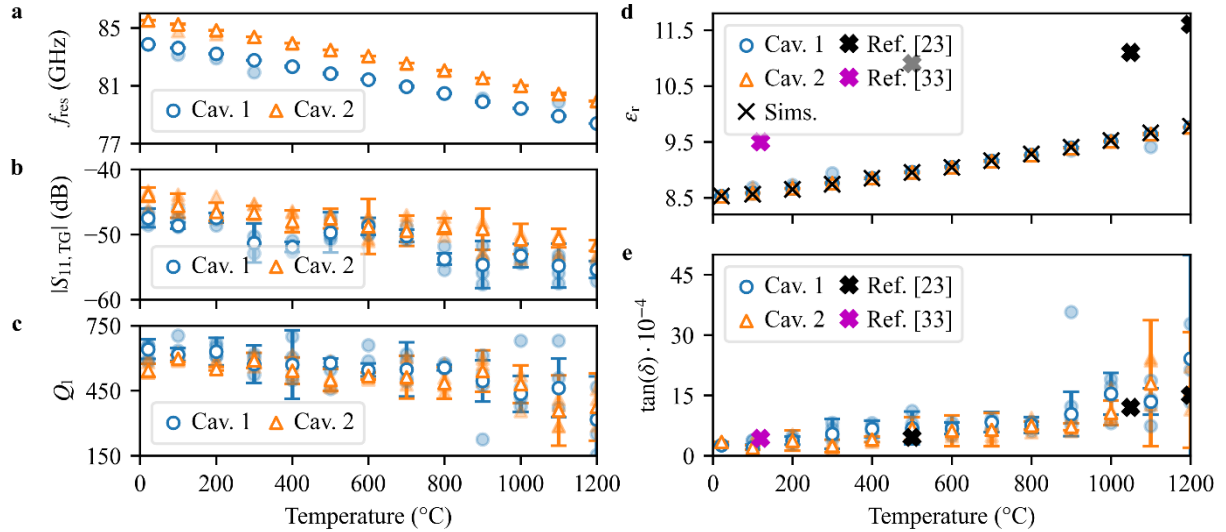 a
85
81
77
f_res (GHz)
Cav. 1 Cav. 2
b
−40
−50
−60
|S_11,TG| (dB)
Cav. 1 Cav. 2
c
750
450
150
Q_l
Cav. 1 Cav. 2
0 200 400 600 800 1000 1200
Temperature (°C)
d
11.5
10.5
9.5
8.5
ε_r
Cav. 1 Ref. [23]
Cav. 2 Ref. [33]
Sims.
e
45
30
15
0
tan(δ) · 10⁻⁴
Cav. 1 Ref. [23]
Cav. 2 Ref. [33]
0 200 400 600 800 1000 1200
Temperature (°C)